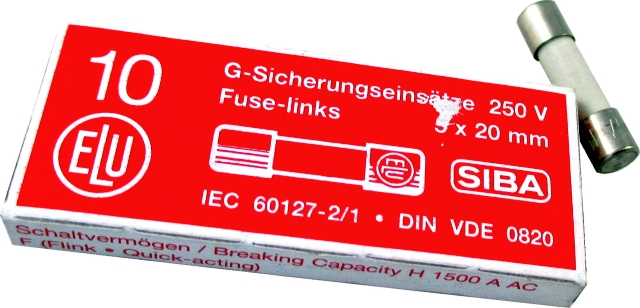 10
G-Sicherungseinsätze 250 V
Fuse-links
5 x 20 mm
ELU
ELU
SIBA
IEC 60127-2/1 • DIN VDE 0820
Schaltvermögen / Breaking Capacity H 1500 A AC
F (Flink • Quick-acting)